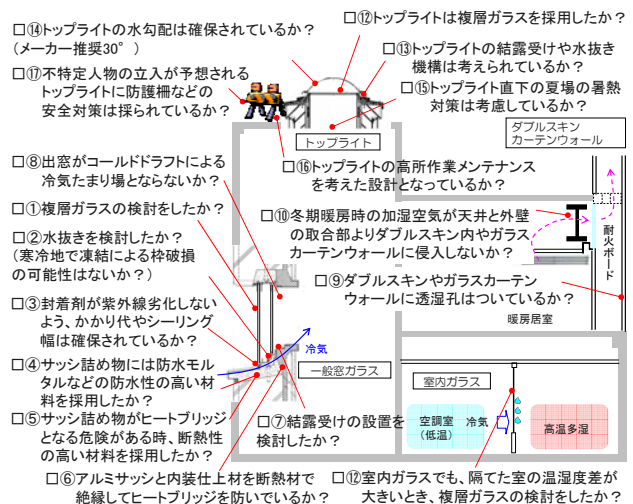 □⑭トップライトの水勾配は確保されているか？
(メーカー推奨30°)
□⑰不特定人物の立入が予想される
トップライトに防護柵などの
安全対策は採られているか？
□⑫トップライトは複層ガラスを採用したか？
□⑬トップライトの結露受けや水抜き
機構は考えられているか？
□⑮トップライト直下の夏場の暑熱
対策は考慮しているか？
トップライト
ダブルスキン
カーテンウォール
□⑯トップライトの高所作業メンテナンス
を考えた設計となっているか？
□⑧出窓がコールドドラフトによる
冷気たまり場とならないか？
□①複層ガラスの検討をしたか？
□②水抜きを検討したか？
(寒冷地で凍結による枠破損
の可能性はないか？)
□③封着剤が紫外線劣化しない
よう、かかり代やシーリング
幅は確保されているか？
□④サッシ詰め物には防水モル
タルなどの防水性の高い材
料を採用したか？
□⑤サッシ詰め物がヒートブリッジ
となる危険がある時、断熱性
の高い材料を採用したか？
□⑥アルミサッシと内装仕上材を断熱材で
絶縁してヒートブリッジを防いでいるか？
冷気
一般窓ガラス
□⑦結露受けの設置を
検討したか？
□⑩冬期暖房時の加湿空気が天井と外壁
の取合部よりダブルスキン内やガラス
カーテンウォールに侵入しないか？
耐火ボード
□⑨ダブルスキンやガラスカーテン
ウォールに透湿孔はついているか？
暖房居室
室内ガラス
空調室
(低温)
冷気
高温多湿
□⑫室内ガラスでも、隔てた室の温湿度差が
大きいとき、複層ガラスの検討をしたか？